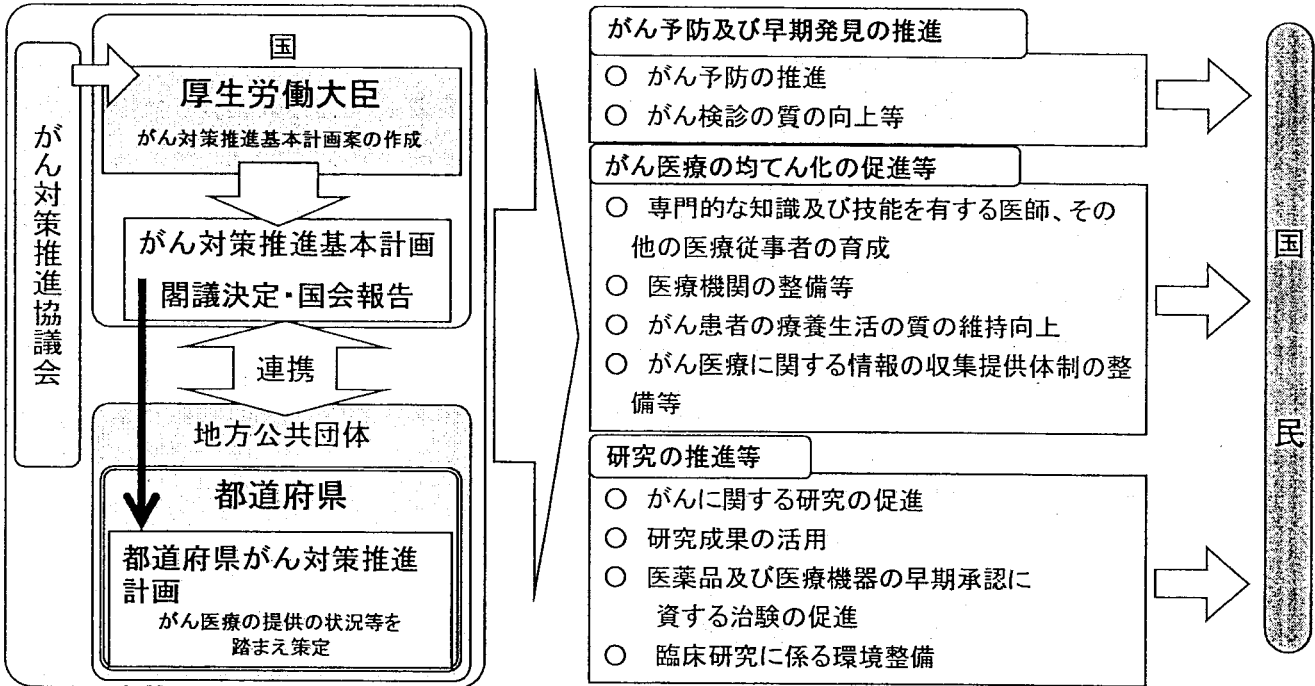 がん対策推進協議会
国
厚生労働大臣
がん対策推進基本計画案の作成
がん対策推進基本計画
閣議決定・国会報告
連携
地方公共団体
都道府県
都道府県がん対策推進
計画
がん医療の提供の状況等を
踏まえ策定
がん予防及び早期発見の推進
○ がん予防の推進
○ がん検診の質の向上等
がん医療の均てん化の促進等
○ 専門的な知識及び技能を有する医師、その
他の医療従事者の育成
○ 医療機関の整備等
○ がん患者の療養生活の質の維持向上
○ がん医療に関する情報の収集提供体制の整
備等
研究の推進等
○ がんに関する研究の促進
○ 研究成果の活用
○ 医薬品及び医療機器の早期承認に
資する治験の促進
○ 臨床研究に係る環境整備
国民